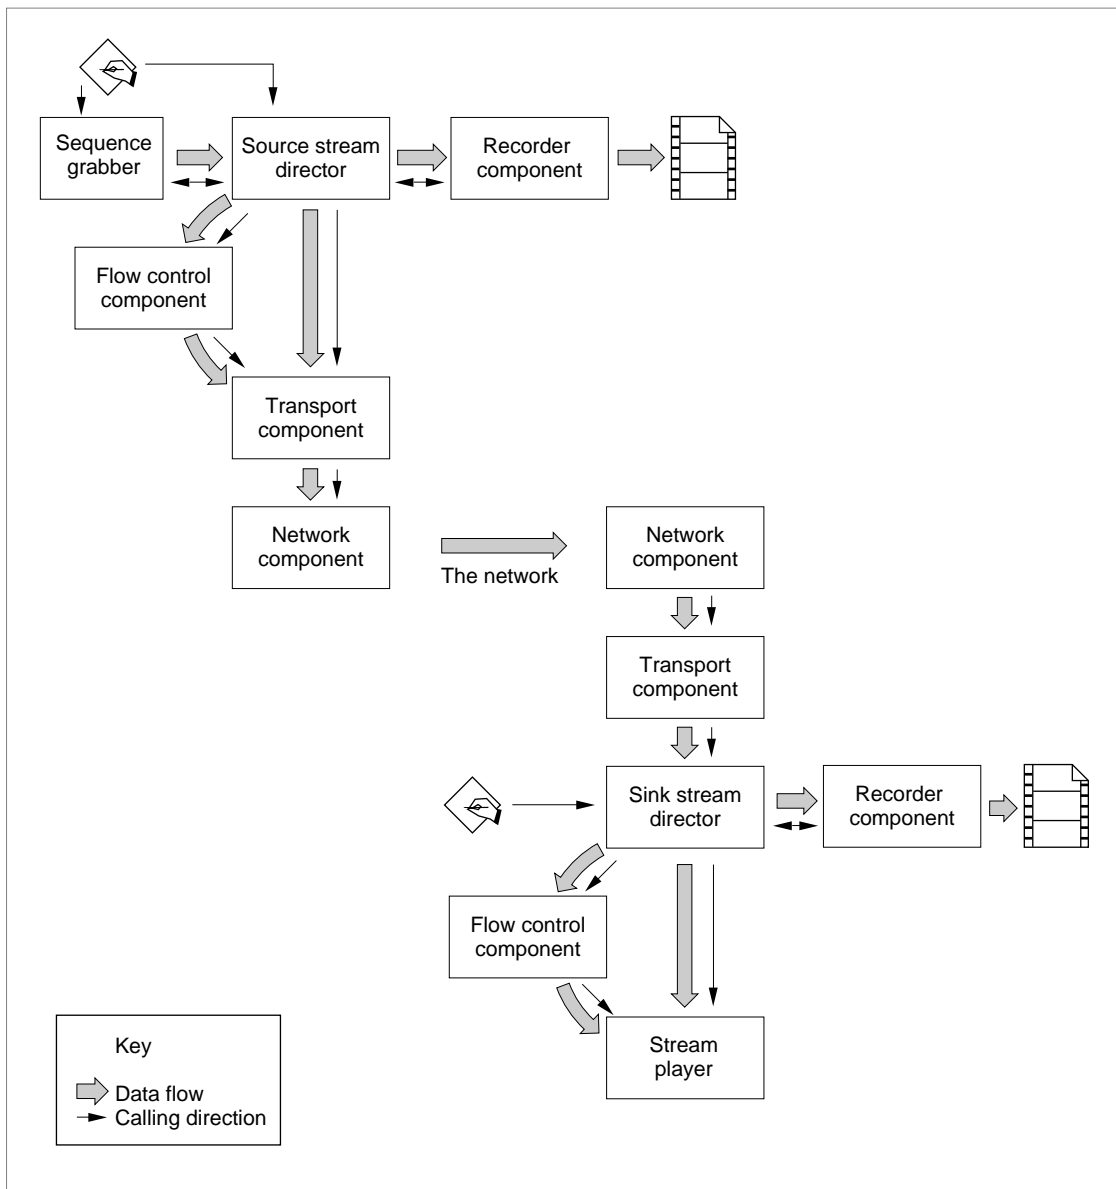 Sequence
grabber
Source stream
director
Recorder
component
Flow control
component
Transport
component
Network
component
The network
Network
component
Transport
component
Sink stream
director
Recorder
component
Flow control
component
Stream
player
Key
Data flow
Calling direction